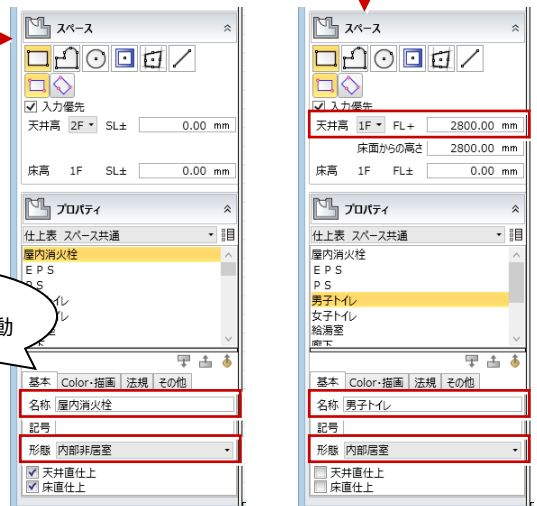 スペース
☑ 入力優先
天井高 2F SL± 0.00 mm
床高 1F SL± 0.00 mm
プロパティ
仕上表 スペース共通
屋内消火栓
EPS
PS
イル
イル
動
基本 Color・描画 法規 その他
名称 屋内消火栓
記号
形態 内部非居室
☑ 天井直仕上
☑ 床直仕上
スペース
☑ 入力優先
天井高 1F FL+ 2800.00 mm
床面からの高さ 2800.00 mm
床高 1F FL± 0.00 mm
プロパティ
仕上表 スペース共通
屋内消火栓
EPS
PS
男子トイレ
女子トイレ
給湯室
廊下
基本 Color・描画 法規 その他
名称 男子トイレ
記号
形態 内部居室
☐ 天井直仕上
☐ 床直仕上